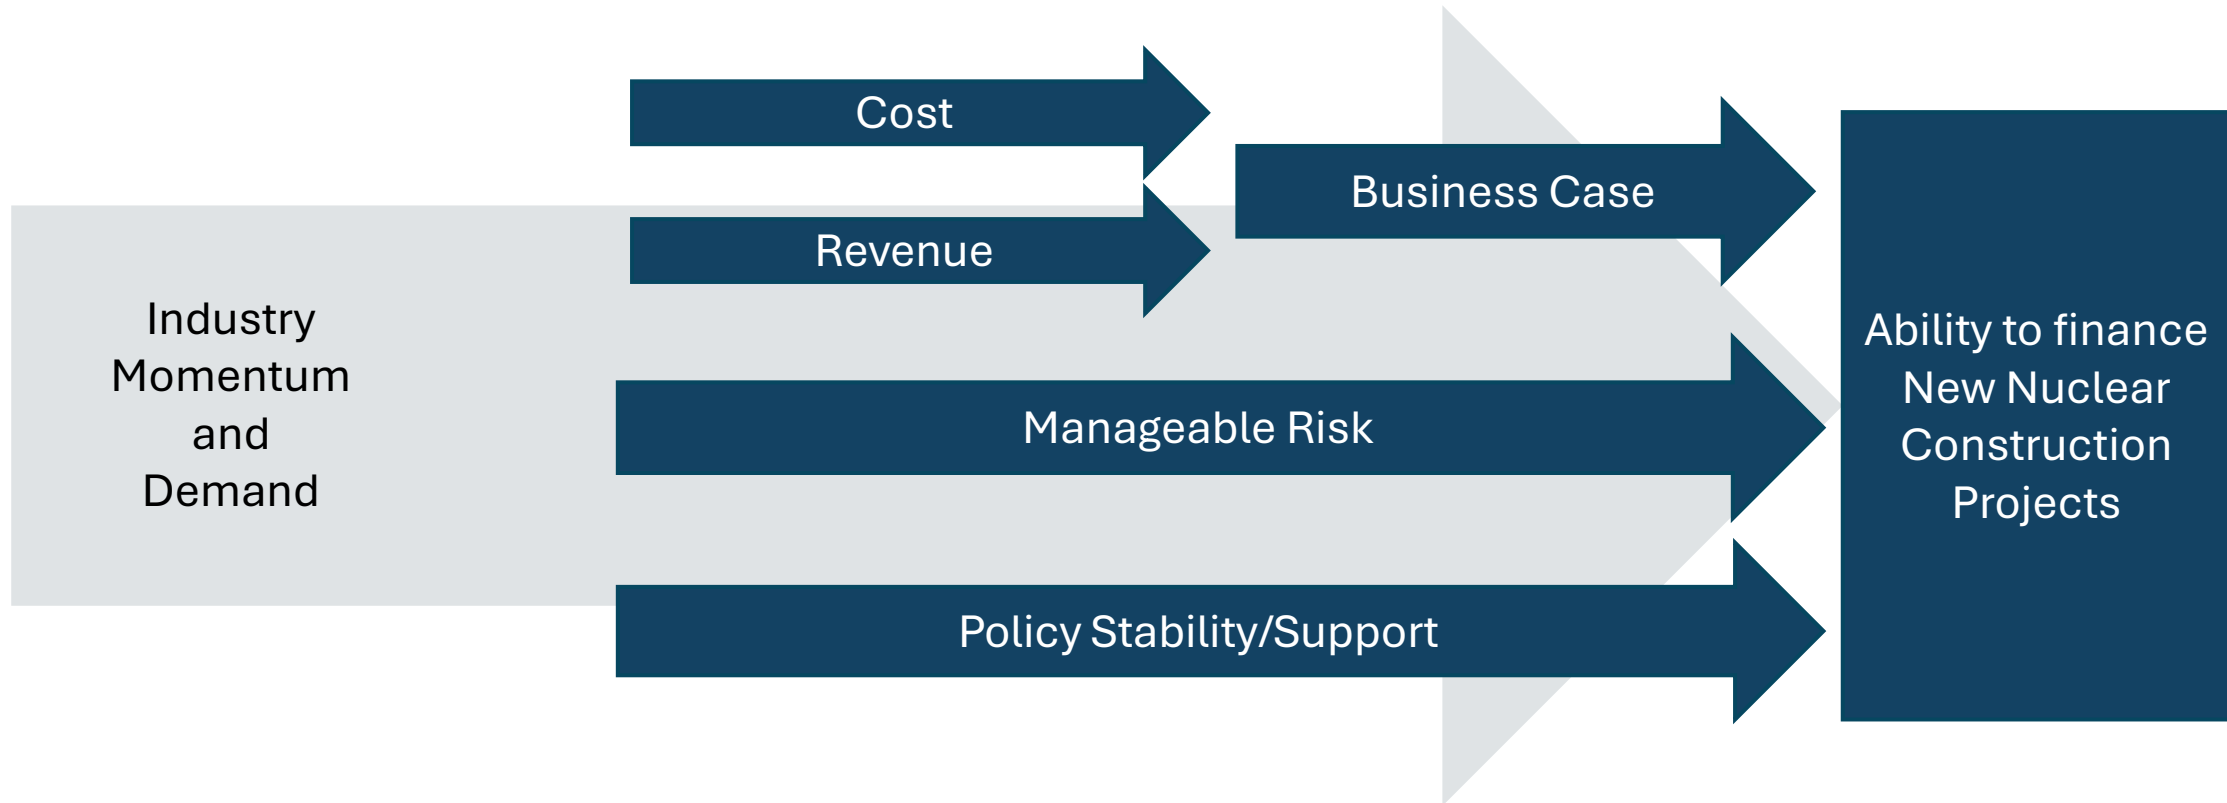 Cost
Business Case
Revenue
Industry
Momentum
and
Demand
Manageable Risk
Policy Stability/Support
Ability to finance
New Nuclear
Construction
Projects